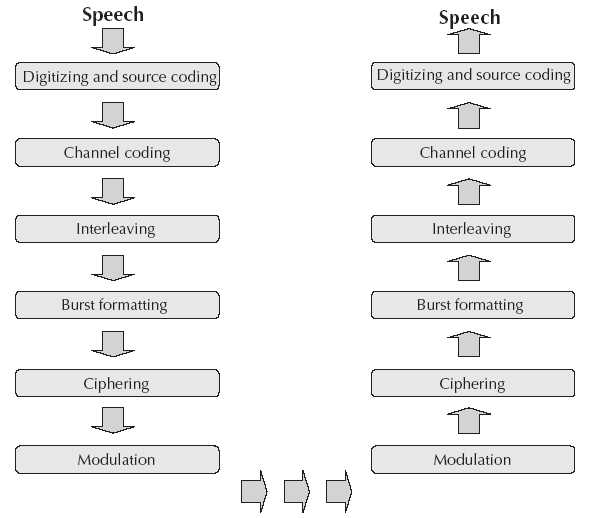 Speech
Digitizing and source coding
Channel coding
Interleaving
Burst formatting
Ciphering
Modulation
Speech
Digitizing and source coding
Channel coding
Interleaving
Burst formatting
Ciphering
Modulation